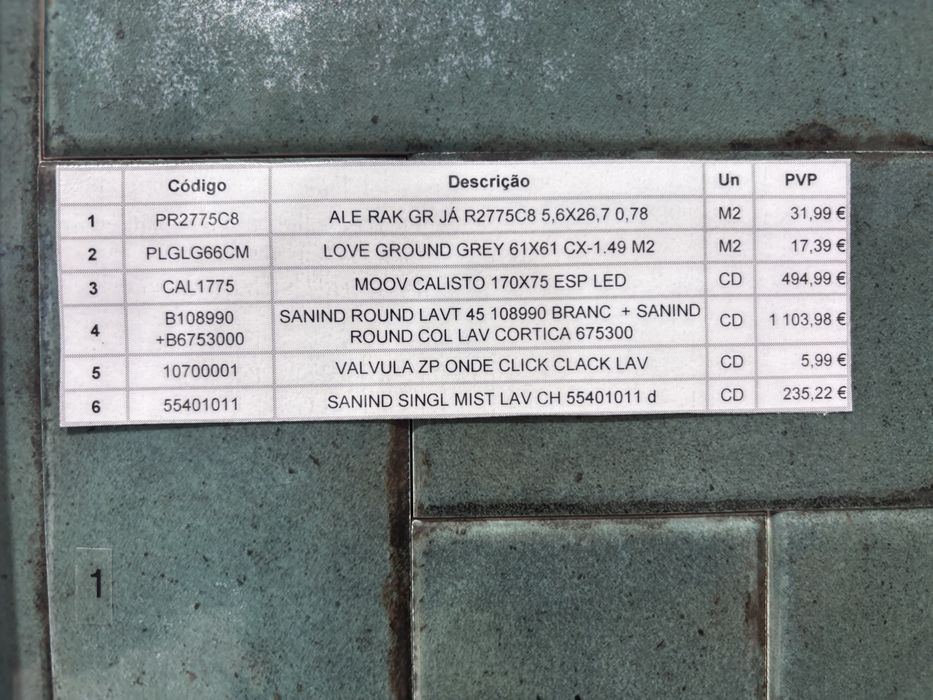 Código Descrição Un PVP
1 PR2775C8 ALE RAK GR JÁ R2775C8 5,6X26,7 0,78 M2 31,99 €
2 PLGLG66CM LOVE GROUND GREY 61X61 CX-1.49 M2 M2 17,39 €
3 CAL1775 MOOV CALISTO 170X75 ESP LED CD 494,99 €
4 B108990 +B6753000 SANIND ROUND LAVT 45 108990 BRANC + SANIND ROUND COL LAV CORTICA 675300 CD 1 103,98 €
5 10700001 VALVULA ZP ONDE CLICK CLACK LAV CD 5,99 €
6 55401011 SANIND SINGL MIST LAV CH 55401011 d CD 235,22 €
1